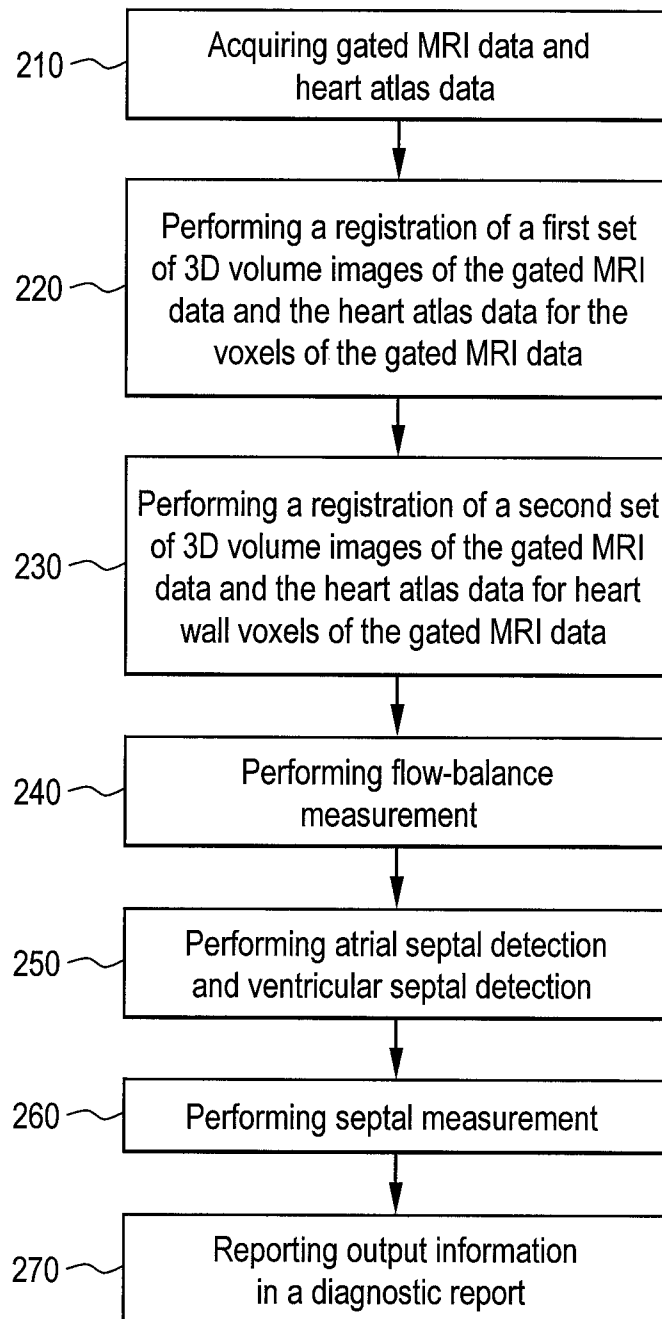 210
Acquiring gated MRI data and
heart atlas data
220
Performing a registration of a first set
of 3D volume images of the gated MRI
data and the heart atlas data for the
voxels of the gated MRI data
230
Performing a registration of a second set
of 3D volume images of the gated MRI
data and the heart atlas data for heart
wall voxels of the gated MRI data
240
Performing flow-balance
measurement
250
Performing atrial septal detection
and ventricular septal detection
260
Performing septal measurement
270
Reporting output information
in a diagnostic report